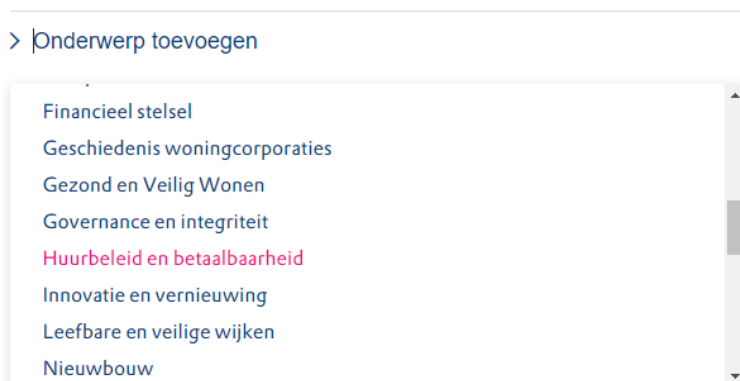 Onderwerp toevoegen
Financieel stelsel
Geschiedenis woningcorporaties
Gezond en Veilig Wonen
Governance en integriteit
Huurbeleid en betaalbaarheid
Innovatie en vernieuwing
Leefbare en veilige wijken
Nieuwbouw